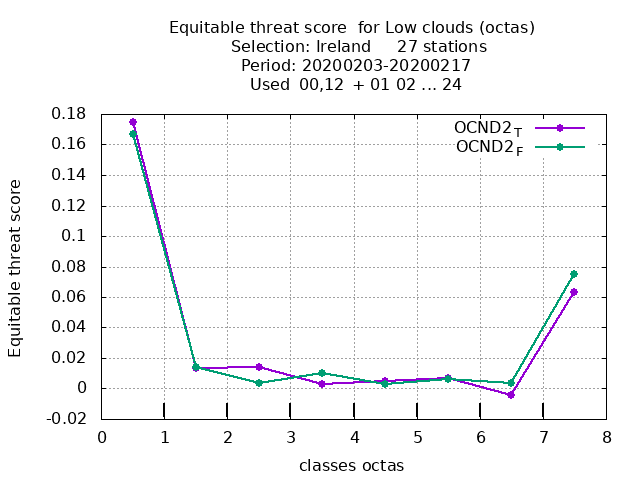 Equitable threat score  for Low clouds (octas)
Selection: Ireland     27 stations
Period: 20200203-20200217
Used  00,12  + 01 02 ... 24
OCND2_T
OCND2_F
0.18
0.16
0.14
0.12
0.1
0.08
0.06
0.04
0.02
0
-0.02
Equitable threat score
0 1 2 3 4 5 6 7 8
classes octas